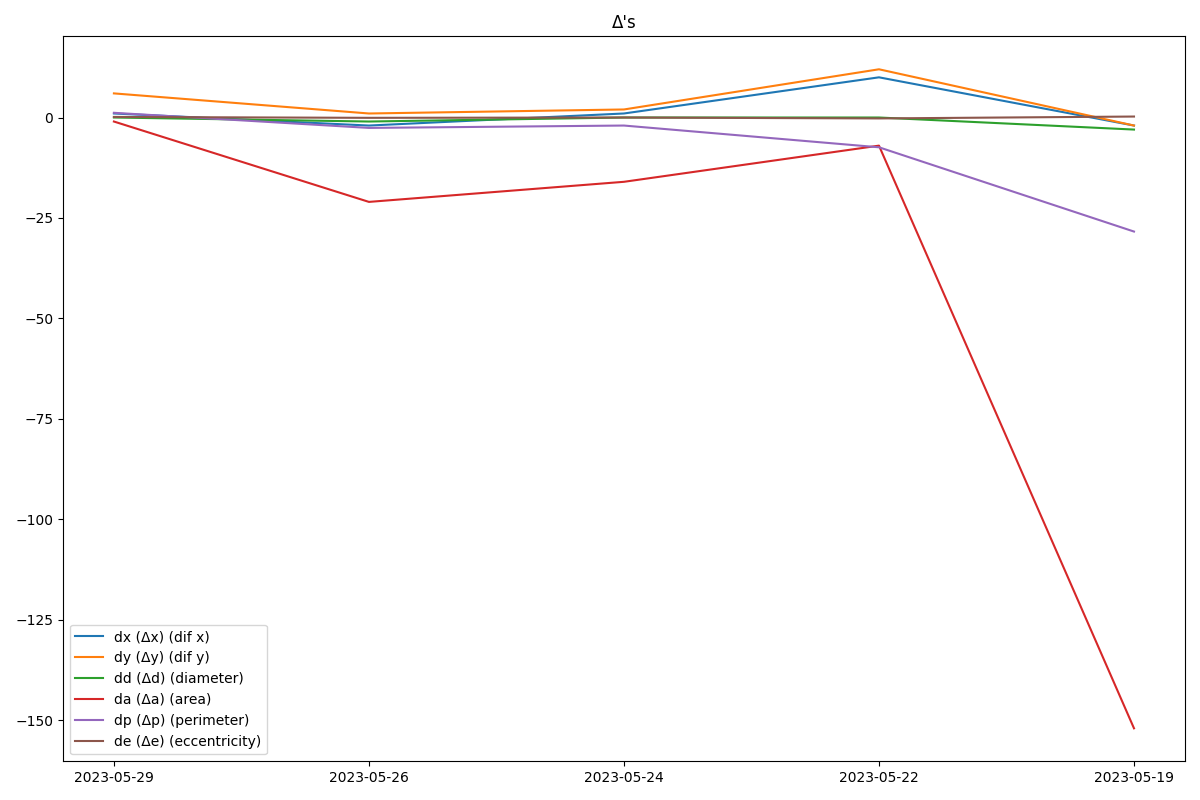 Δ's
0
−25
−50
−75
−100
−125
−150
dx (Δx) (dif x)
dy (Δy) (dif y)
dd (Δd) (diameter)
da (Δa) (area)
dp (Δp) (perimeter)
de (Δe) (eccentricity)
2023-05-29 2023-05-26 2023-05-24 2023-05-22 2023-05-19